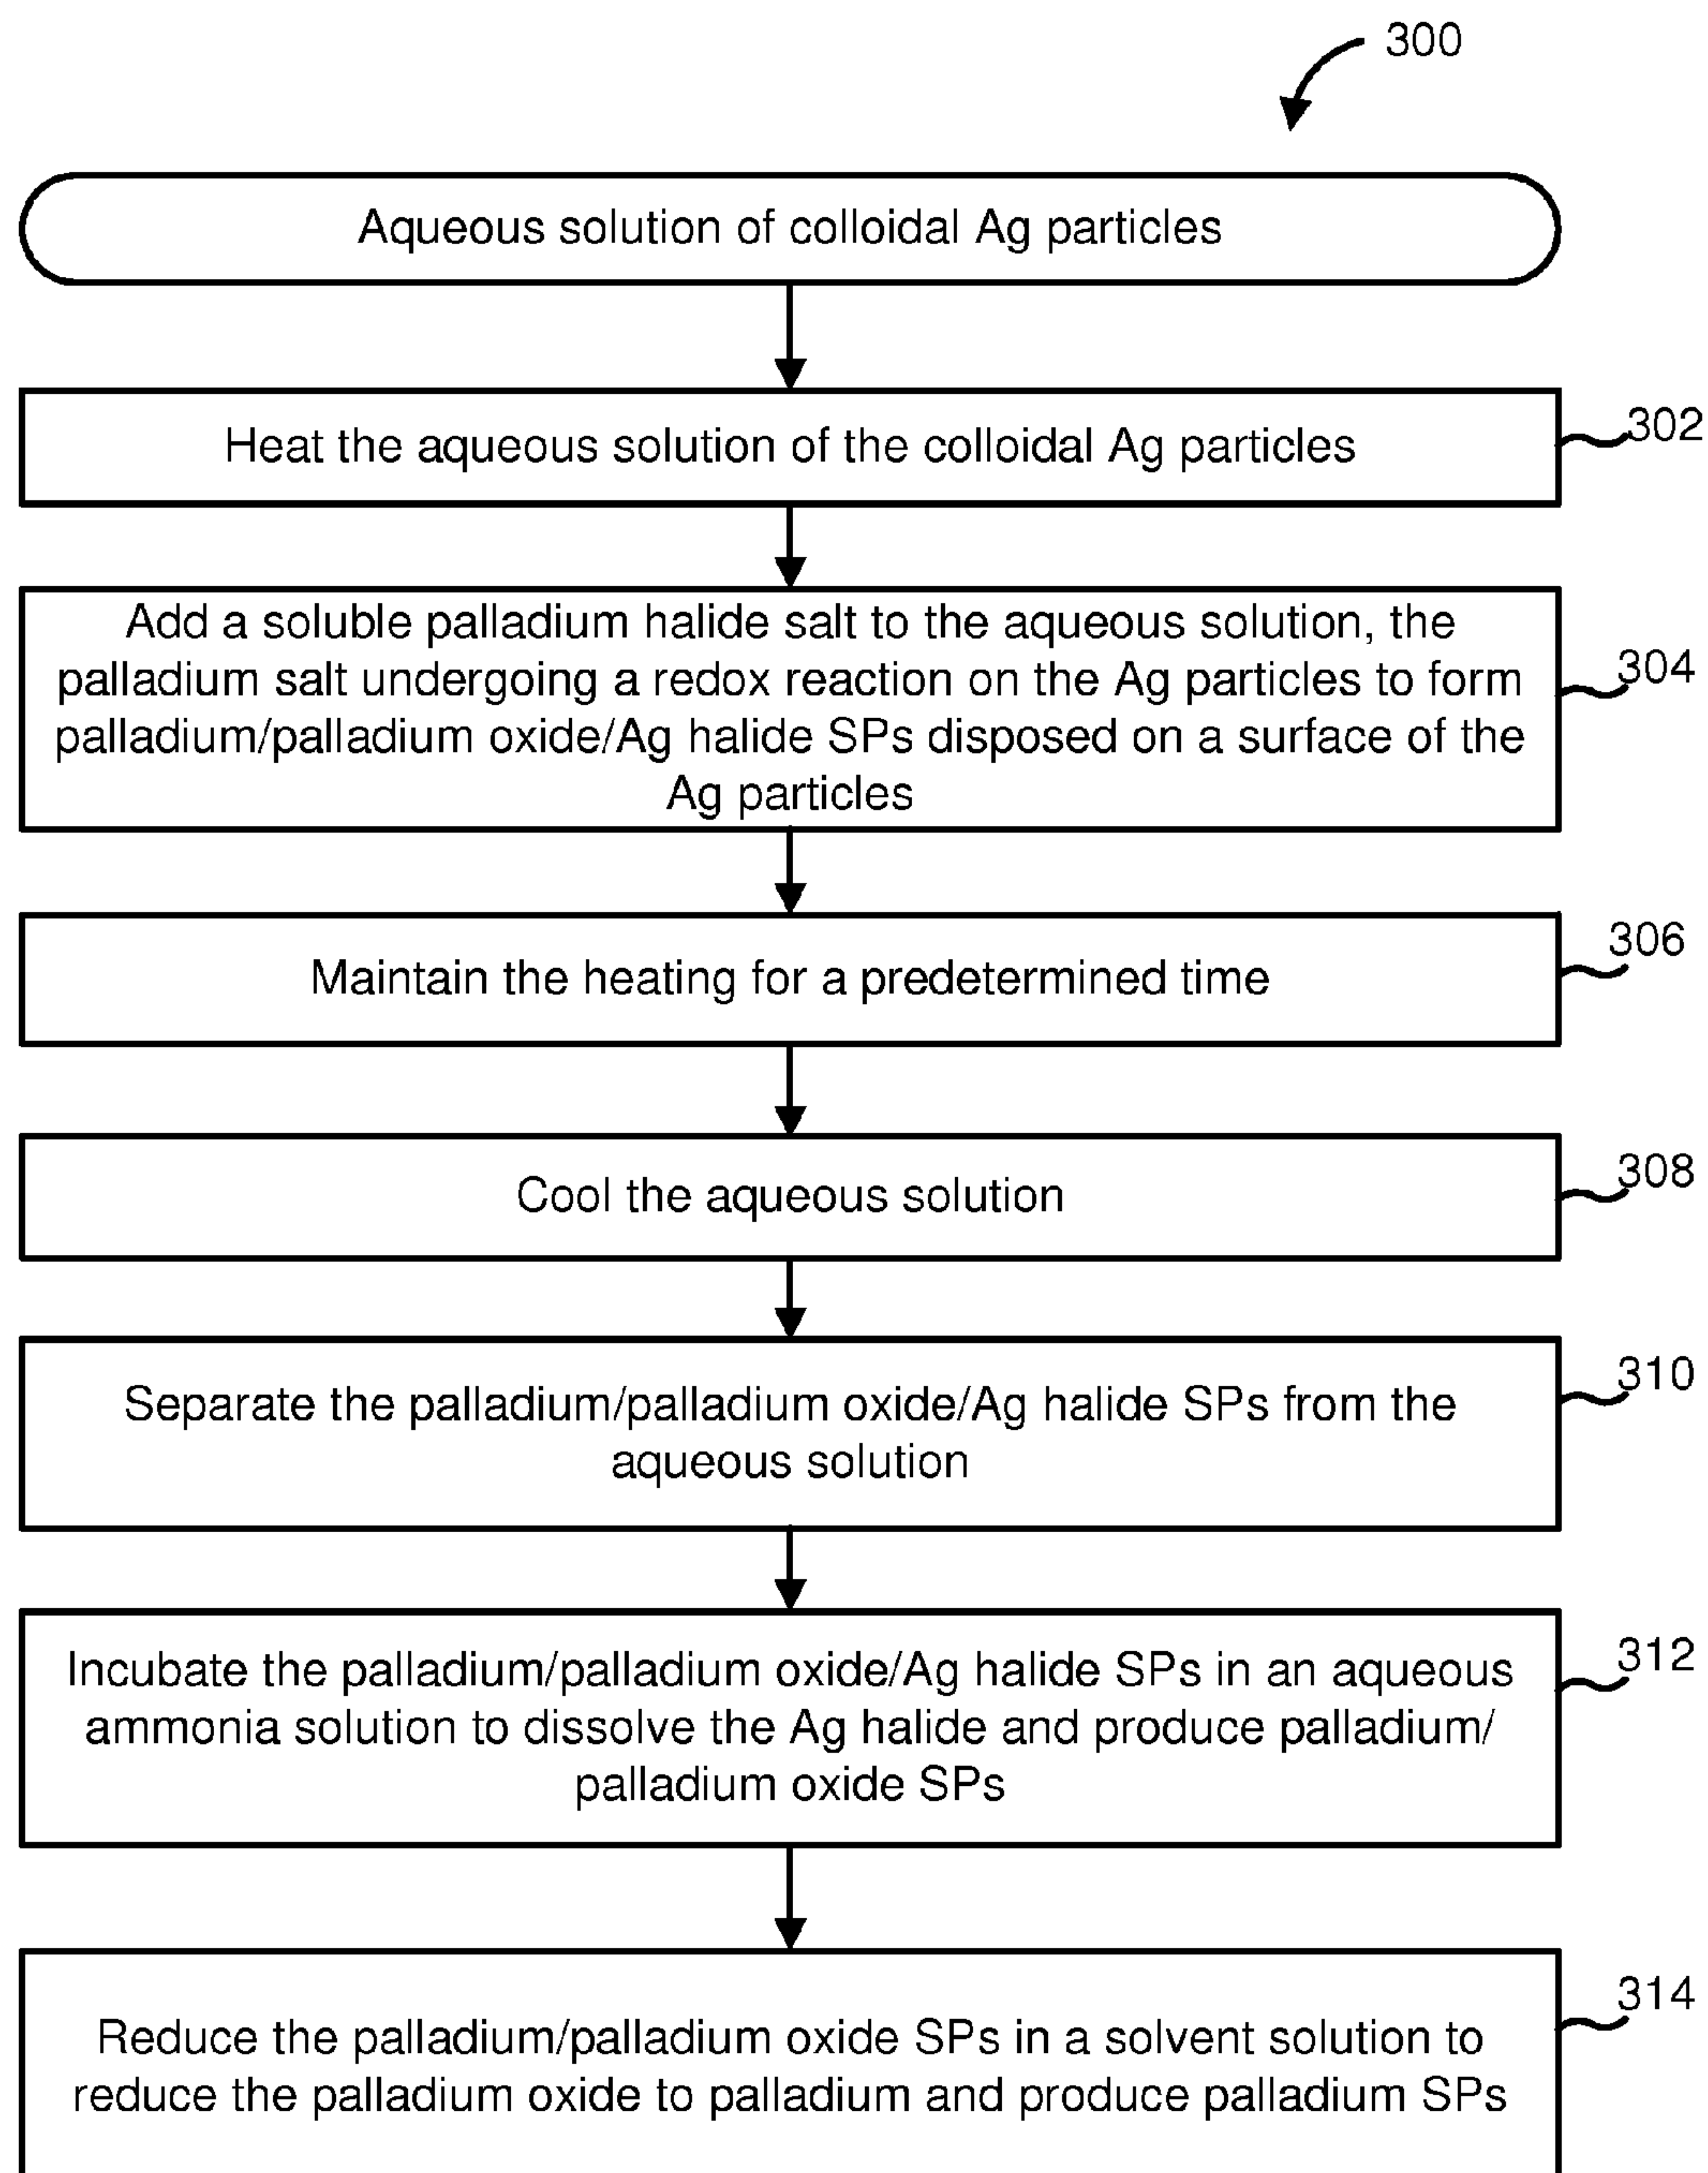 300
Aqueous solution of colloidal Ag particles
Heat the aqueous solution of the colloidal Ag particles
302
Add a soluble palladium halide salt to the aqueous solution, the
palladium salt undergoing a redox reaction on the Ag particles to form
palladium/palladium oxide/Ag halide SPs disposed on a surface of the
Ag particles
304
Maintain the heating for a predetermined time
306
Cool the aqueous solution
308
Separate the palladium/palladium oxide/Ag halide SPs from the
aqueous solution
310
Incubate the palladium/palladium oxide/Ag halide SPs in an aqueous
ammonia solution to dissolve the Ag halide and produce palladium/
palladium oxide SPs
312
Reduce the palladium/palladium oxide SPs in a solvent solution to
reduce the palladium oxide to palladium and produce palladium SPs
314